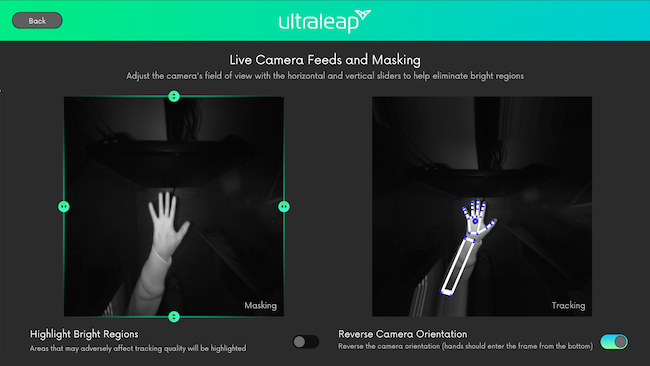 Back
ultraleap
Live Camera Feeds and Masking
Adjust the camera's field of view with the horizontal and vertical sliders to help eliminate bright regions
Masking
Tracking
Highlight Bright Regions
Areas that may adversely affect tracking quality will be highlighted
Reverse Camera Orientation
Reverse the camera orientation (hands should enter the frame from the bottom)